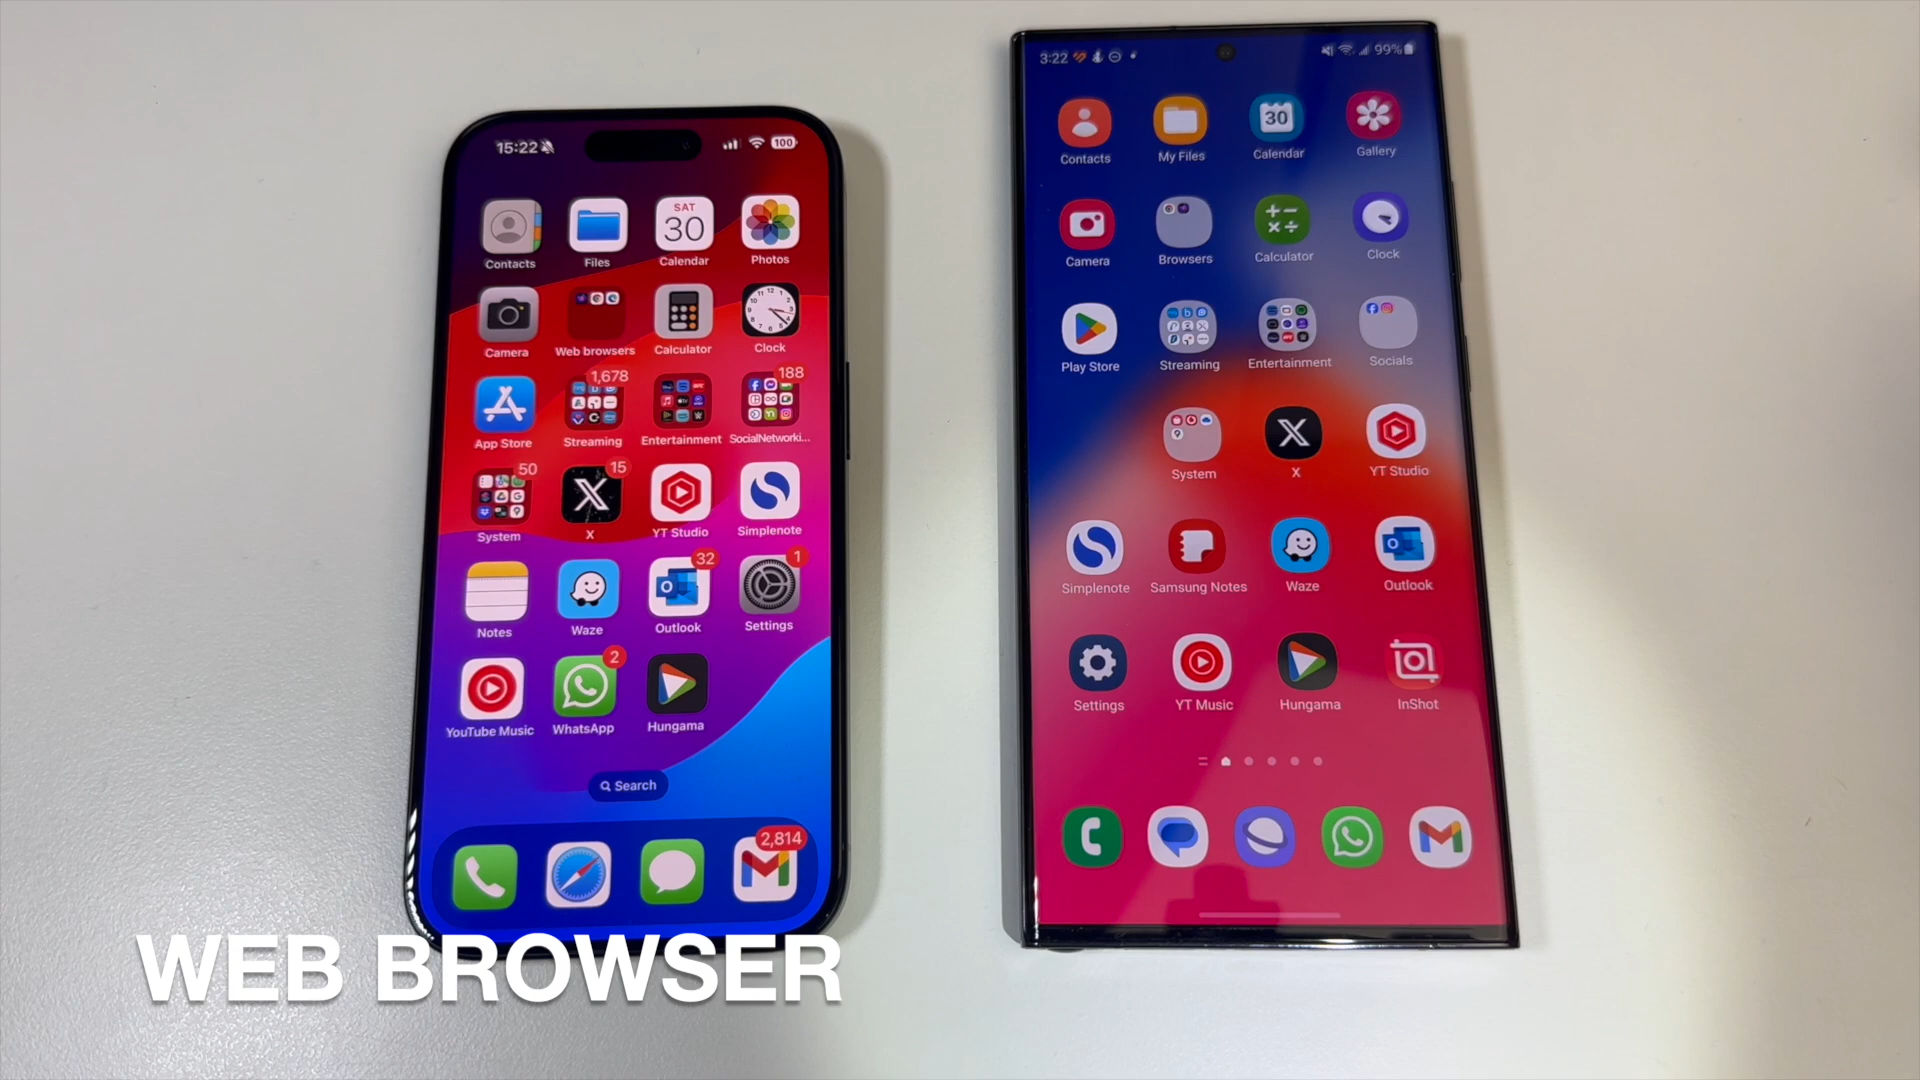 15:22
100
Contacts
Files
SAT
30
Calendar
Photos
Camera
Web browsers
Calculator
Clock
1,678
188
App Store
Streaming
Entertainment
SocialNetworki...
50
15
System
X
YT Studio
Simplenote
32
1
Notes
Waze
Outlook
Settings
2
YouTube Music
WhatsApp
Hungama
Search
2,814
3:22
99%
Contacts
My Files
30
Calendar
Gallery
Camera
Browsers
Calculator
Clock
Play Store
Streaming
Entertainment
Socials
System
X
YT Studio
Simplenote
Samsung Notes
Waze
Outlook
Settings
YT Music
Hungama
InShot
WEB BROWSER